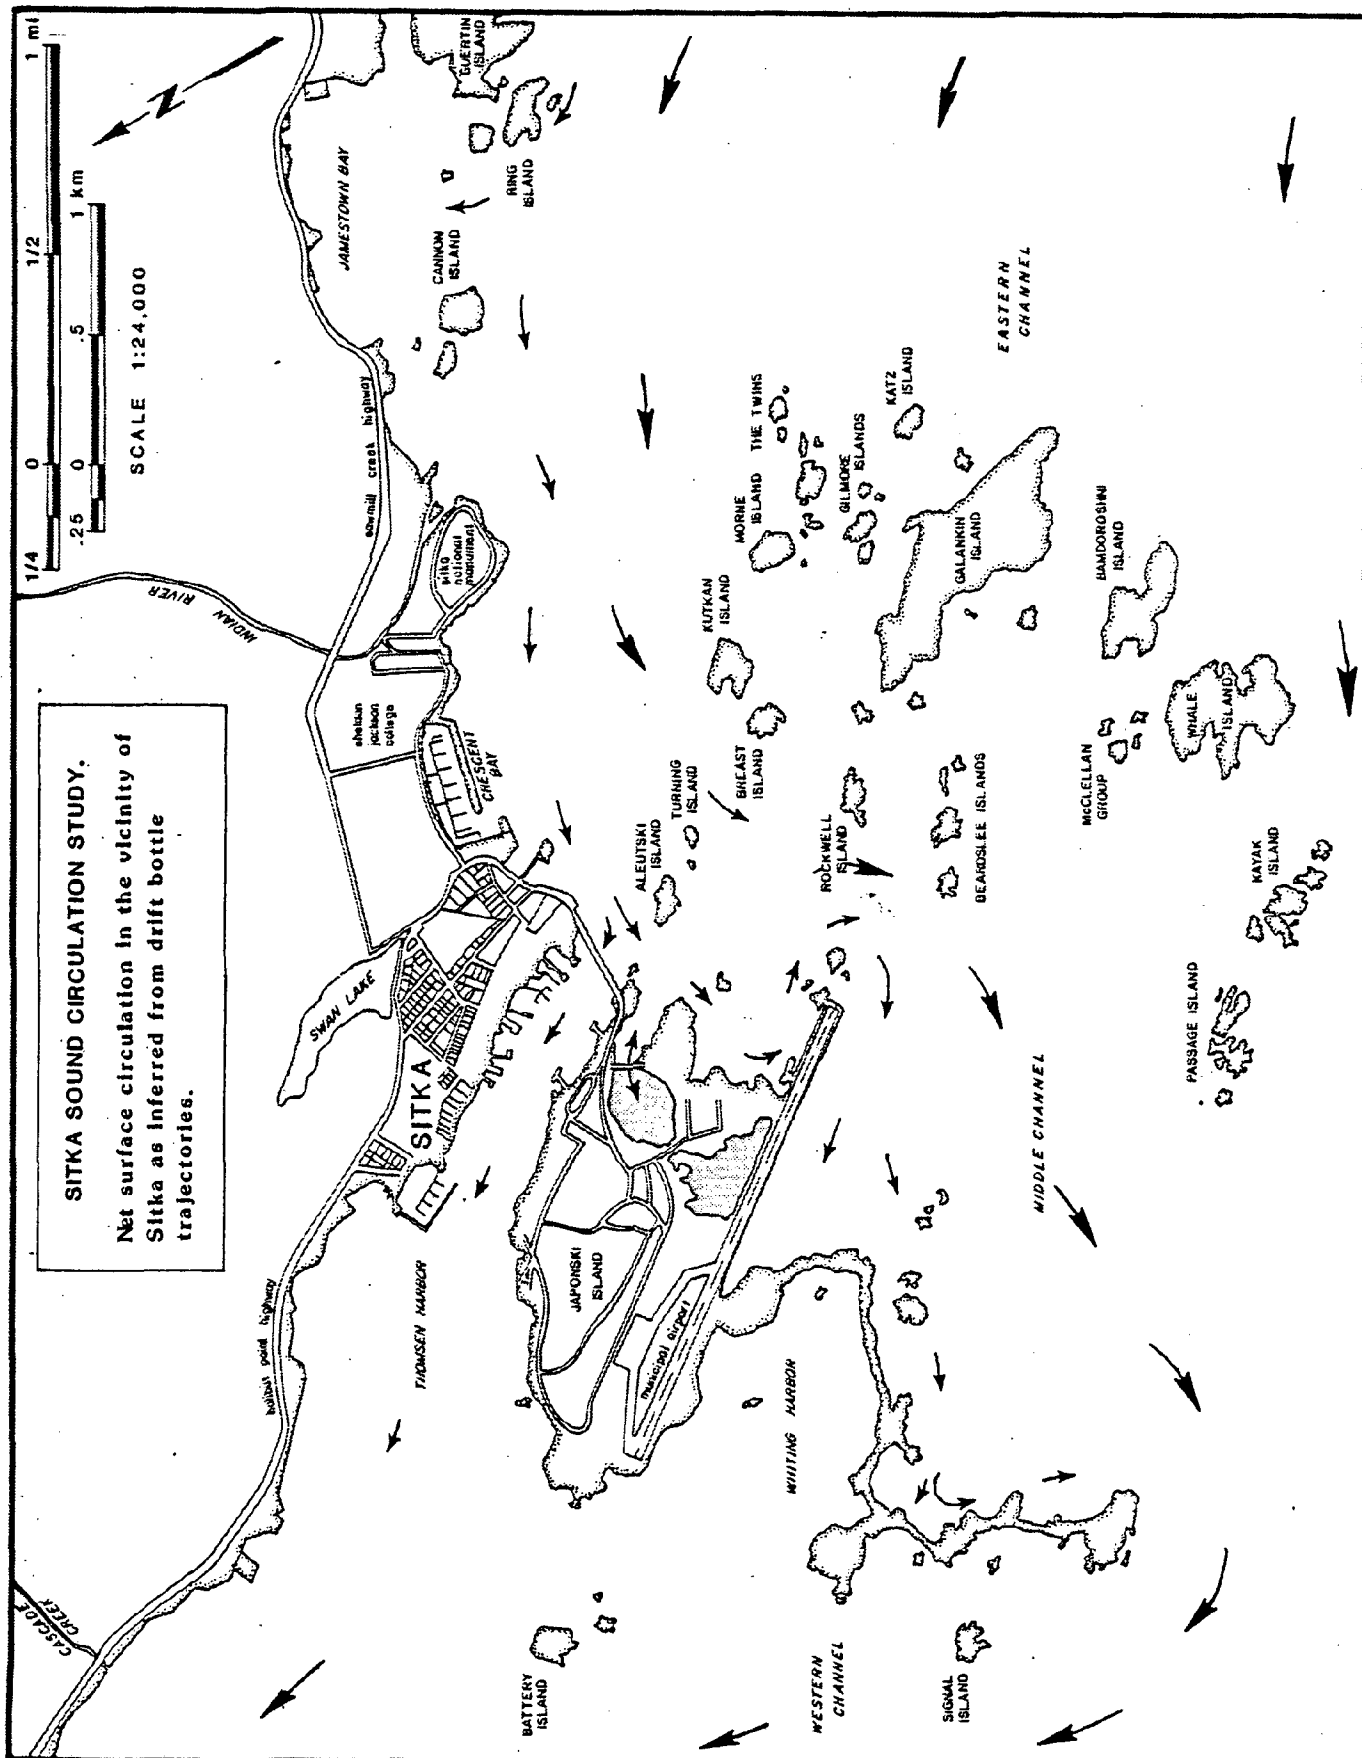 SITKA SOUND CIRCULATION STUDY.
Net surface circulation in the vicinity of
Sitka as inferred from drift bottle
trajectories.
1/4
0
1/2
1 mi
.25
0
.5
1 km
SCALE 1:24,000
N
CASCADE
CREEK
halibut point highway
SWAN LAKE
SITKA
THOMSEN HARBOR
INDIAN
RIVER
sawmill creek highway
sheldon
jackson
college
sitka
national
monument
CRESCENT
BAY
JAMESTOWN BAY
GUERTIN
ISLAND
RING
ISLAND
CANNON
ISLAND
JAPONSKI
ISLAND
municipal airport
WHITING HARBOR
BATTERY
ISLAND
WESTERN
CHANNEL
SIGNAL
ISLAND
ALEUTSKI
ISLAND
TURNING
ISLAND
BREAST
ISLAND
KUTKAN
ISLAND
MORNE
ISLAND
THE TWINS
GILMORE
ISLANDS
KATZ
ISLAND
ROCKWELL
ISLAND
BEARDSLEE ISLANDS
GALANKIN
ISLAND
EASTERN
CHANNEL
BAMDOROSHNI
ISLAND
McCLELLAN
GROUP
WHALE
ISLAND
KAYAK
ISLAND
PASSAGE ISLAND
MIDDLE CHANNEL